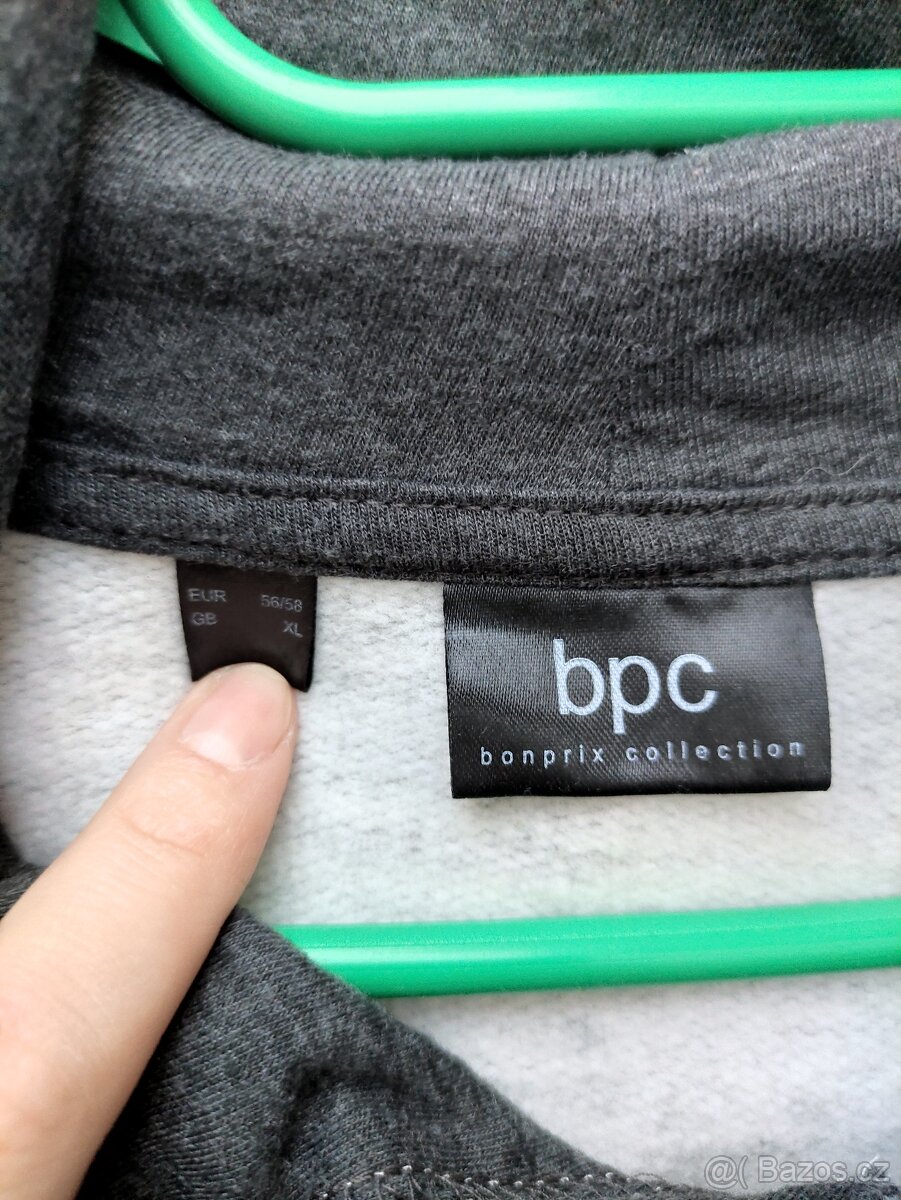 EUR 56/58
GB XL
bpc
bonprix collection
@( Bazos.cz